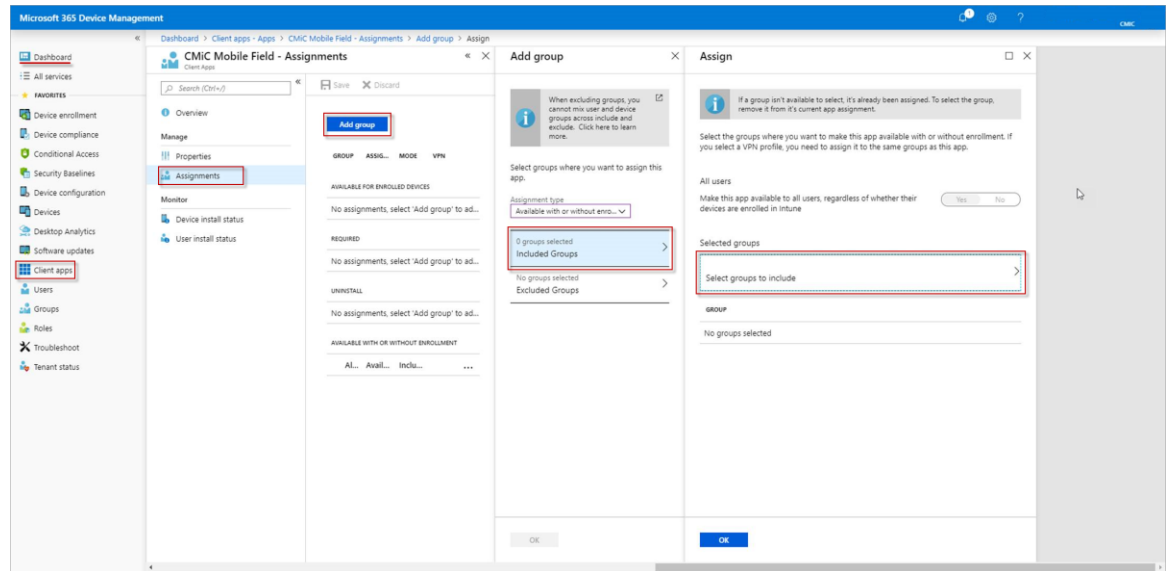 Microsoft 365 Device Management
?
CMiC
«
Dashboard > Client apps - Apps > CMiC Mobile Field - Assignments > Add group > Assign
Dashboard
All services
FAVORITES
Device enrollment
Device compliance
Conditional Access
Security Baselines
Device configuration
Devices
Desktop Analytics
Software updates
Client apps
Users
Groups
Roles
Troubleshoot
Tenant status
CMiC Mobile Field - Assignments
Client Apps
« ×
Search (Ctrl+/)
«
Overview
Manage
Properties
Assignments
Monitor
Device install status
User install status
Save
Discard
Add group
GROUP ASSIG... MODE VPN
AVAILABLE FOR ENROLLED DEVICES
No assignments, select 'Add group' to ad...
REQUIRED
No assignments, select 'Add group' to ad...
UNINSTALL
No assignments, select 'Add group' to ad...
AVAILABLE WITH OR WITHOUT ENROLLMENT
Al... Avail... Inclu... ...
Add group
When excluding groups, you
cannot mix user and device
groups across include and
exclude. Click here to learn
more.
Select groups where you want to assign this
app.
Assignment type
Available with or without enro...
0 groups selected
Included Groups
No groups selected
Excluded Groups
OK
Assign
If a group isn't available to select, it's already been assigned. To select the group,
remove it from it's current app assignment.
Select the groups where you want to make this app available with or without enrollment. If
you select a VPN profile, you need to assign it to the same groups as this app.
All users
Make this app available to all users, regardless of whether their
devices are enrolled in Intune
Yes No
Selected groups
Select groups to include
GROUP
No groups selected
OK